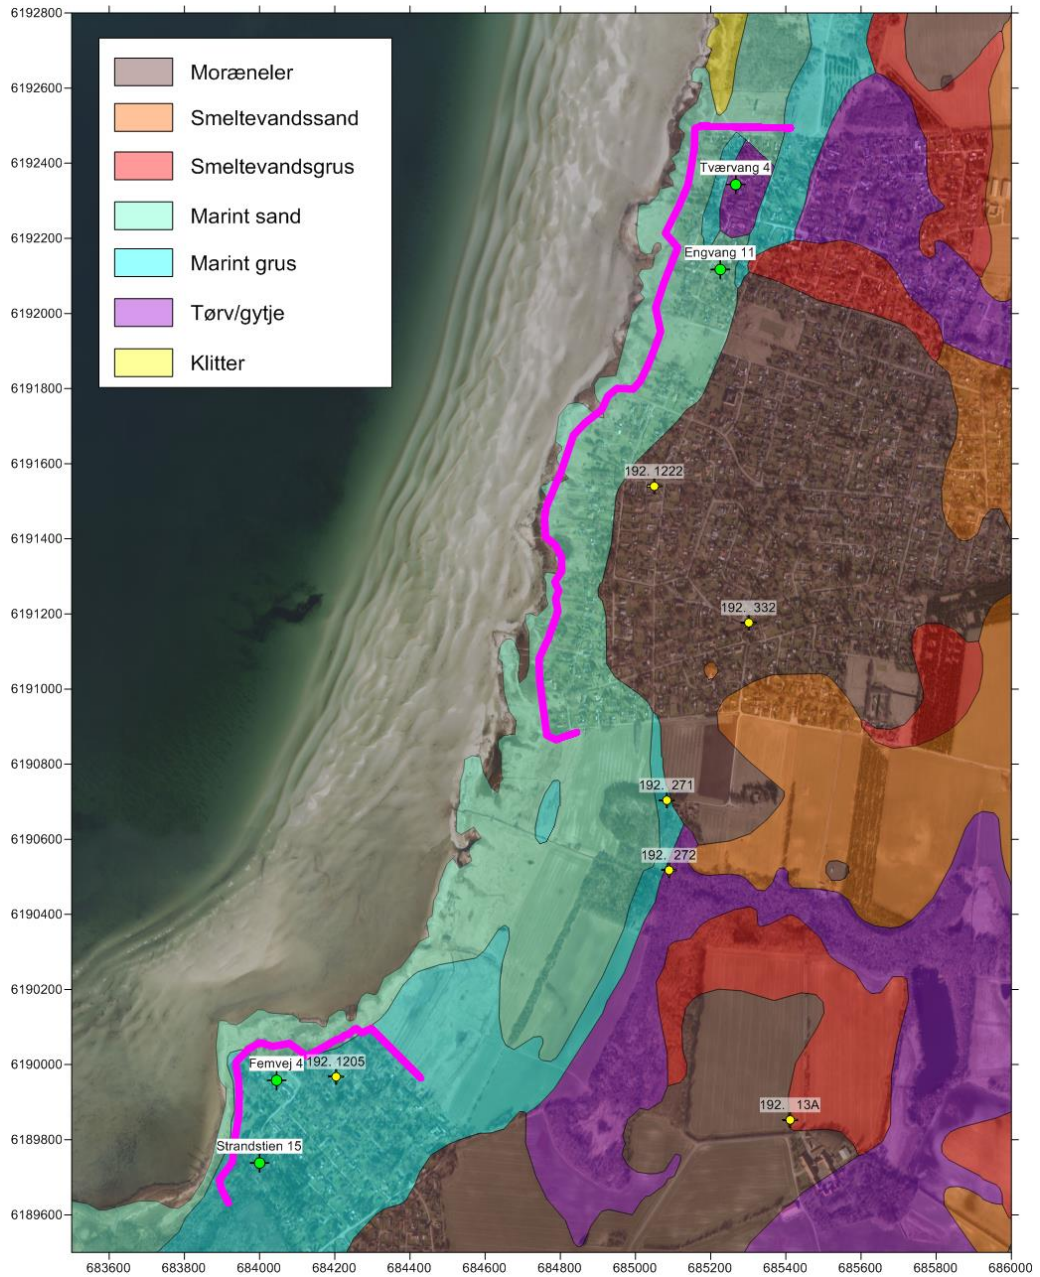 6192800
6192600
6192400
6192200
6192000
6191800
6191600
6191400
6191200
6191000
6190800
6190600
6190400
6190200
6190000
6189800
6189600
Moræneler
Smeltevandssand
Smeltevandsgrus
Marint sand
Marint grus
Tørv/gytje
Klitter
Tværvang 4
Engvang 11
192. 1222
192. 332
192. 271
192. 272
Femvej 4
192. 1205
192. 13A
Strandstien 15
683600 683800 684000 684200 684400 684600 684800 685000 685200 685400 685600 685800 686000